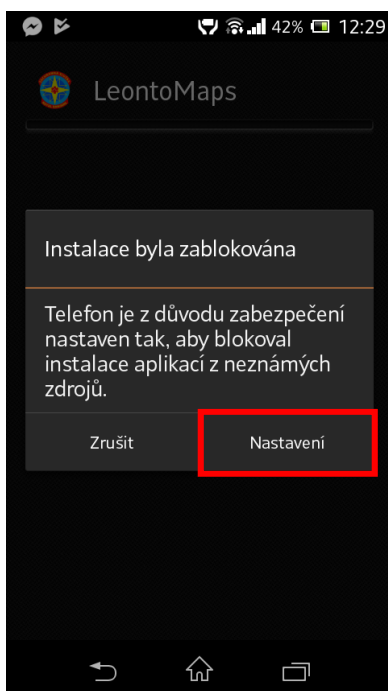 42% 12:29
LeontoMaps
Instalace byla zablokována
Telefon je z důvodu zabezpečení
nastaven tak, aby blokoval
instalace aplikací z neznámých
zdrojů.
Zrušit Nastavení